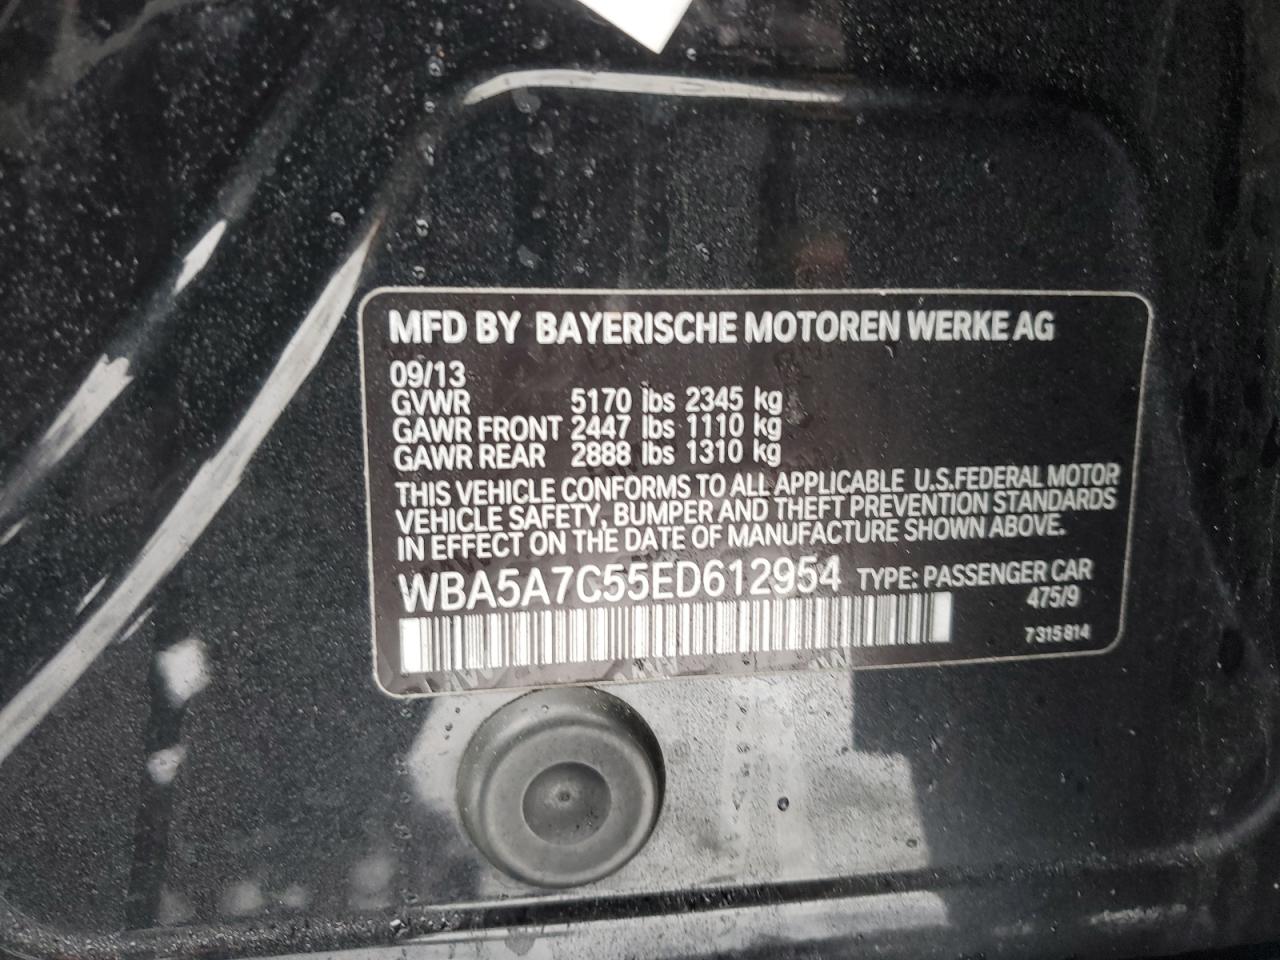 MFD BY BAYERISCHE MOTOREN WERKE AG
09/13
GVWR 5170 lbs 2345 kg
GAWR FRONT 2447 lbs 1110 kg
GAWR REAR 2888 lbs 1310 kg
THIS VEHICLE CONFORMS TO ALL APPLICABLE U.S.FEDERAL MOTOR
VEHICLE SAFETY, BUMPER AND THEFT PREVENTION STANDARDS
IN EFFECT ON THE DATE OF MANUFACTURE SHOWN ABOVE.
WBA5A7C55ED612954 TYPE: PASSENGER CAR
475/9
7315814